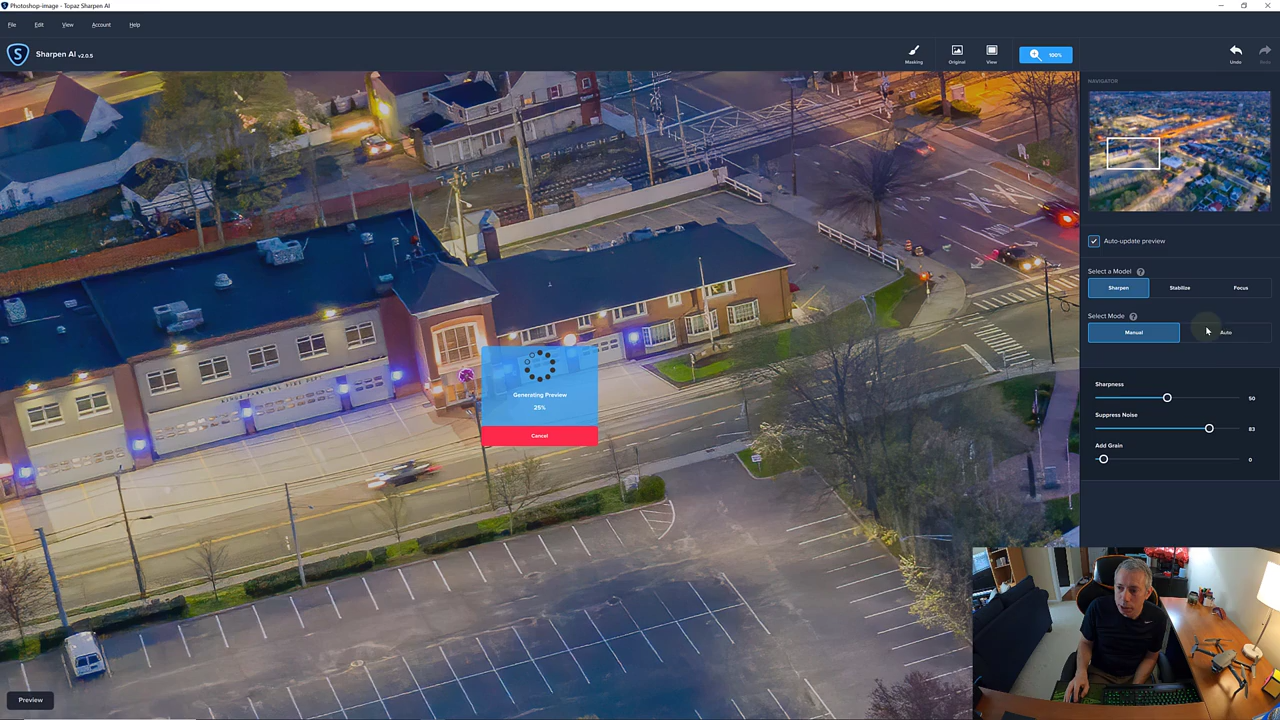 Photoshop-image - Topaz Sharpen AI
File Edit View Account Help
Sharpen AI v2.0.5
Masking Original View 100% Undo Redo
NAVIGATOR
Auto-update preview
Select a Model ?
Sharpen Stabilize Focus
Select Mode ?
Manual Auto
Sharpness
50
Suppress Noise
83
Add Grain
0
Generating Preview
25%
Cancel
Preview